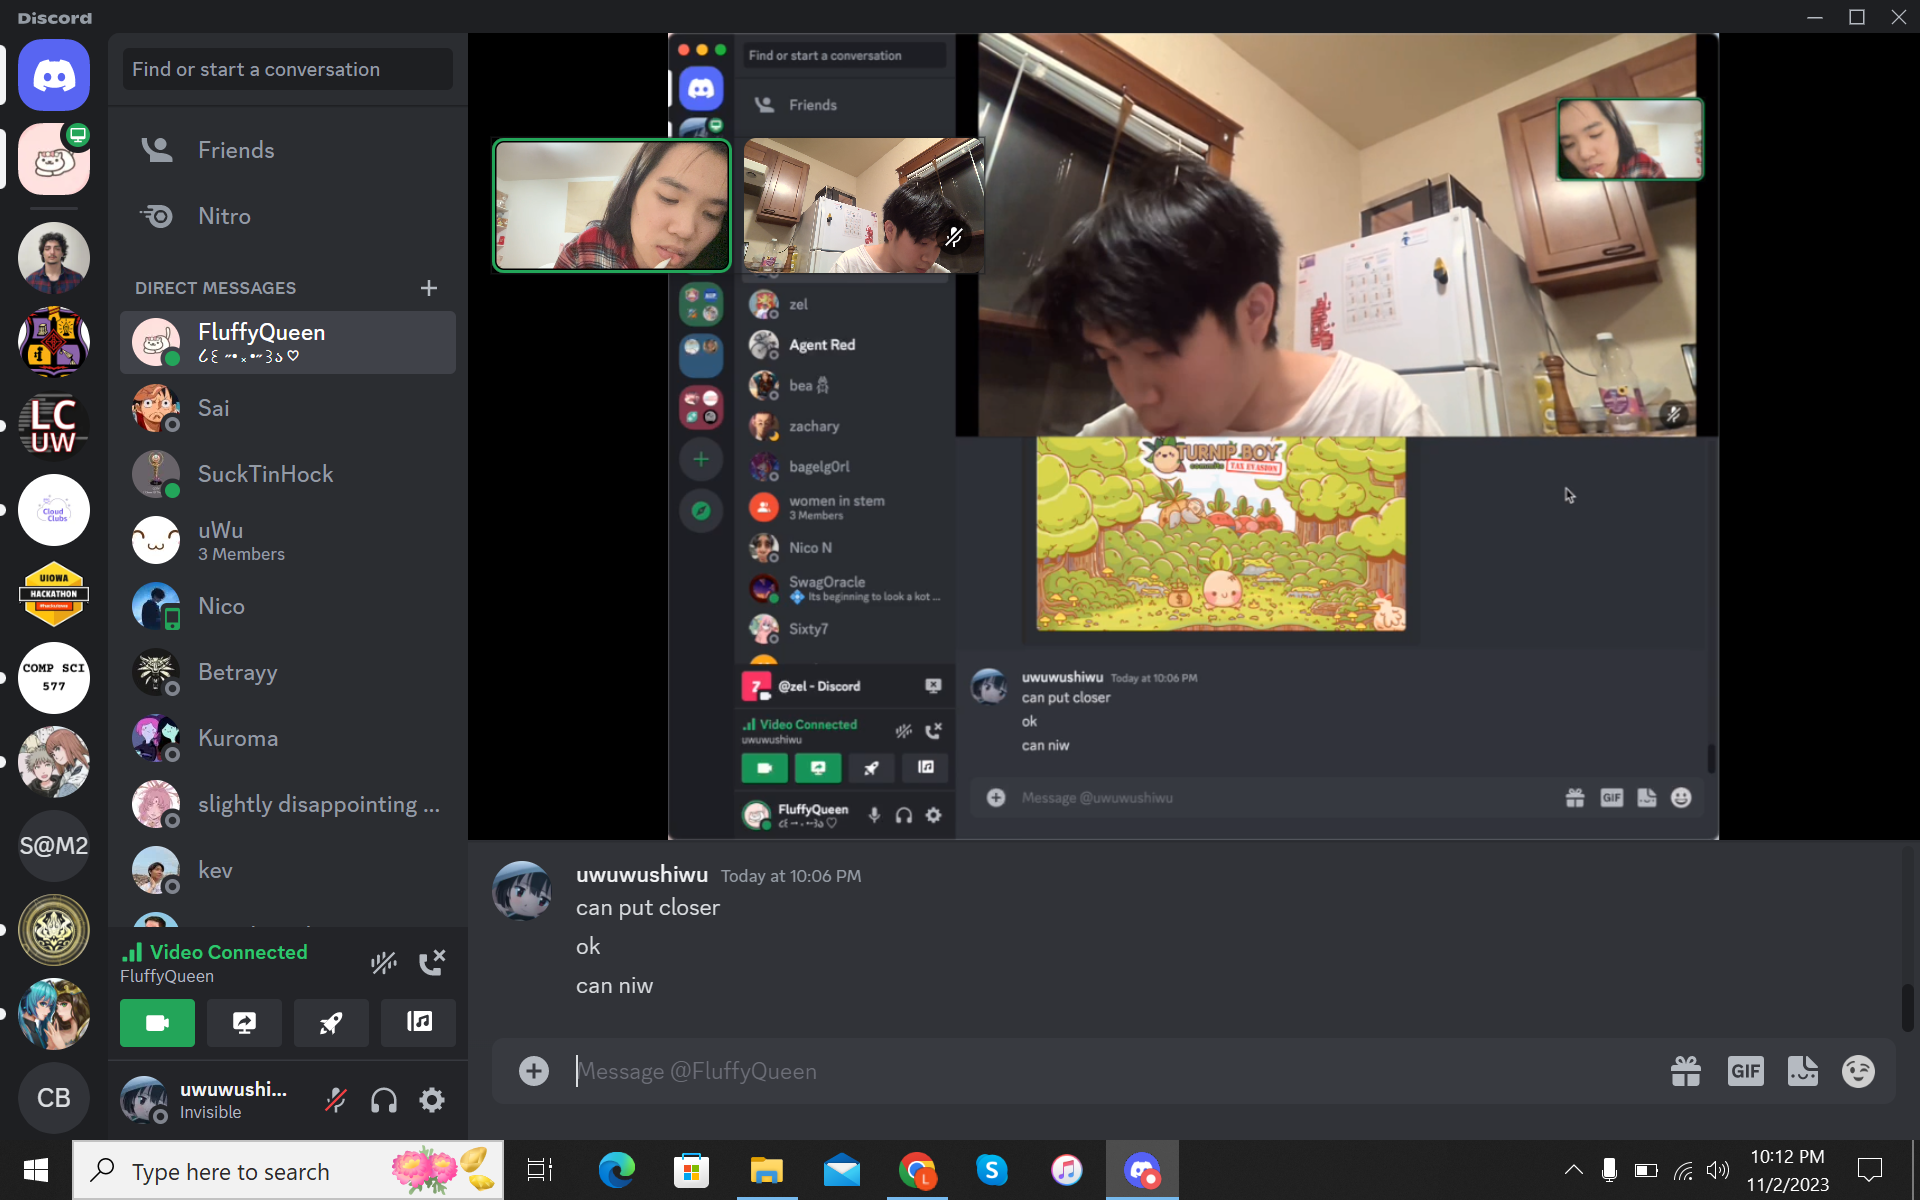 Discord
Find or start a conversation
Friends
Nitro
DIRECT MESSAGES
FluffyQueen
Sai
SuckTinHock
uWu
3 Members
Nico
Betrayy
Kuroma
slightly disappointing ...
kev
Video Connected
FluffyQueen
uwuwushi...
Invisible
LC
UW
Cloud
Clubs
UIOWA
HACKATHON
COMP SCI
577
S@M2
CB
Find or start a conversation
Friends
zel
Agent Red
bea
zachary
bagelg0rl
women in stem
3 Members
Nico N
SwagOracle
Its beginning to look a kot ...
Sixty7
@zel - Discord
Video Connected
uwuwushiwu
FluffyQueen
TURNIP BOY
commits TAX EVASION
uwuwushiwu Today at 10:06 PM
can put closer
ok
can niw
Message @uwuwushiwu
GIF
uwuwushiwu Today at 10:06 PM
can put closer
ok
can niw
Message @FluffyQueen
GIF
Type here to search
10:12 PM
11/2/2023